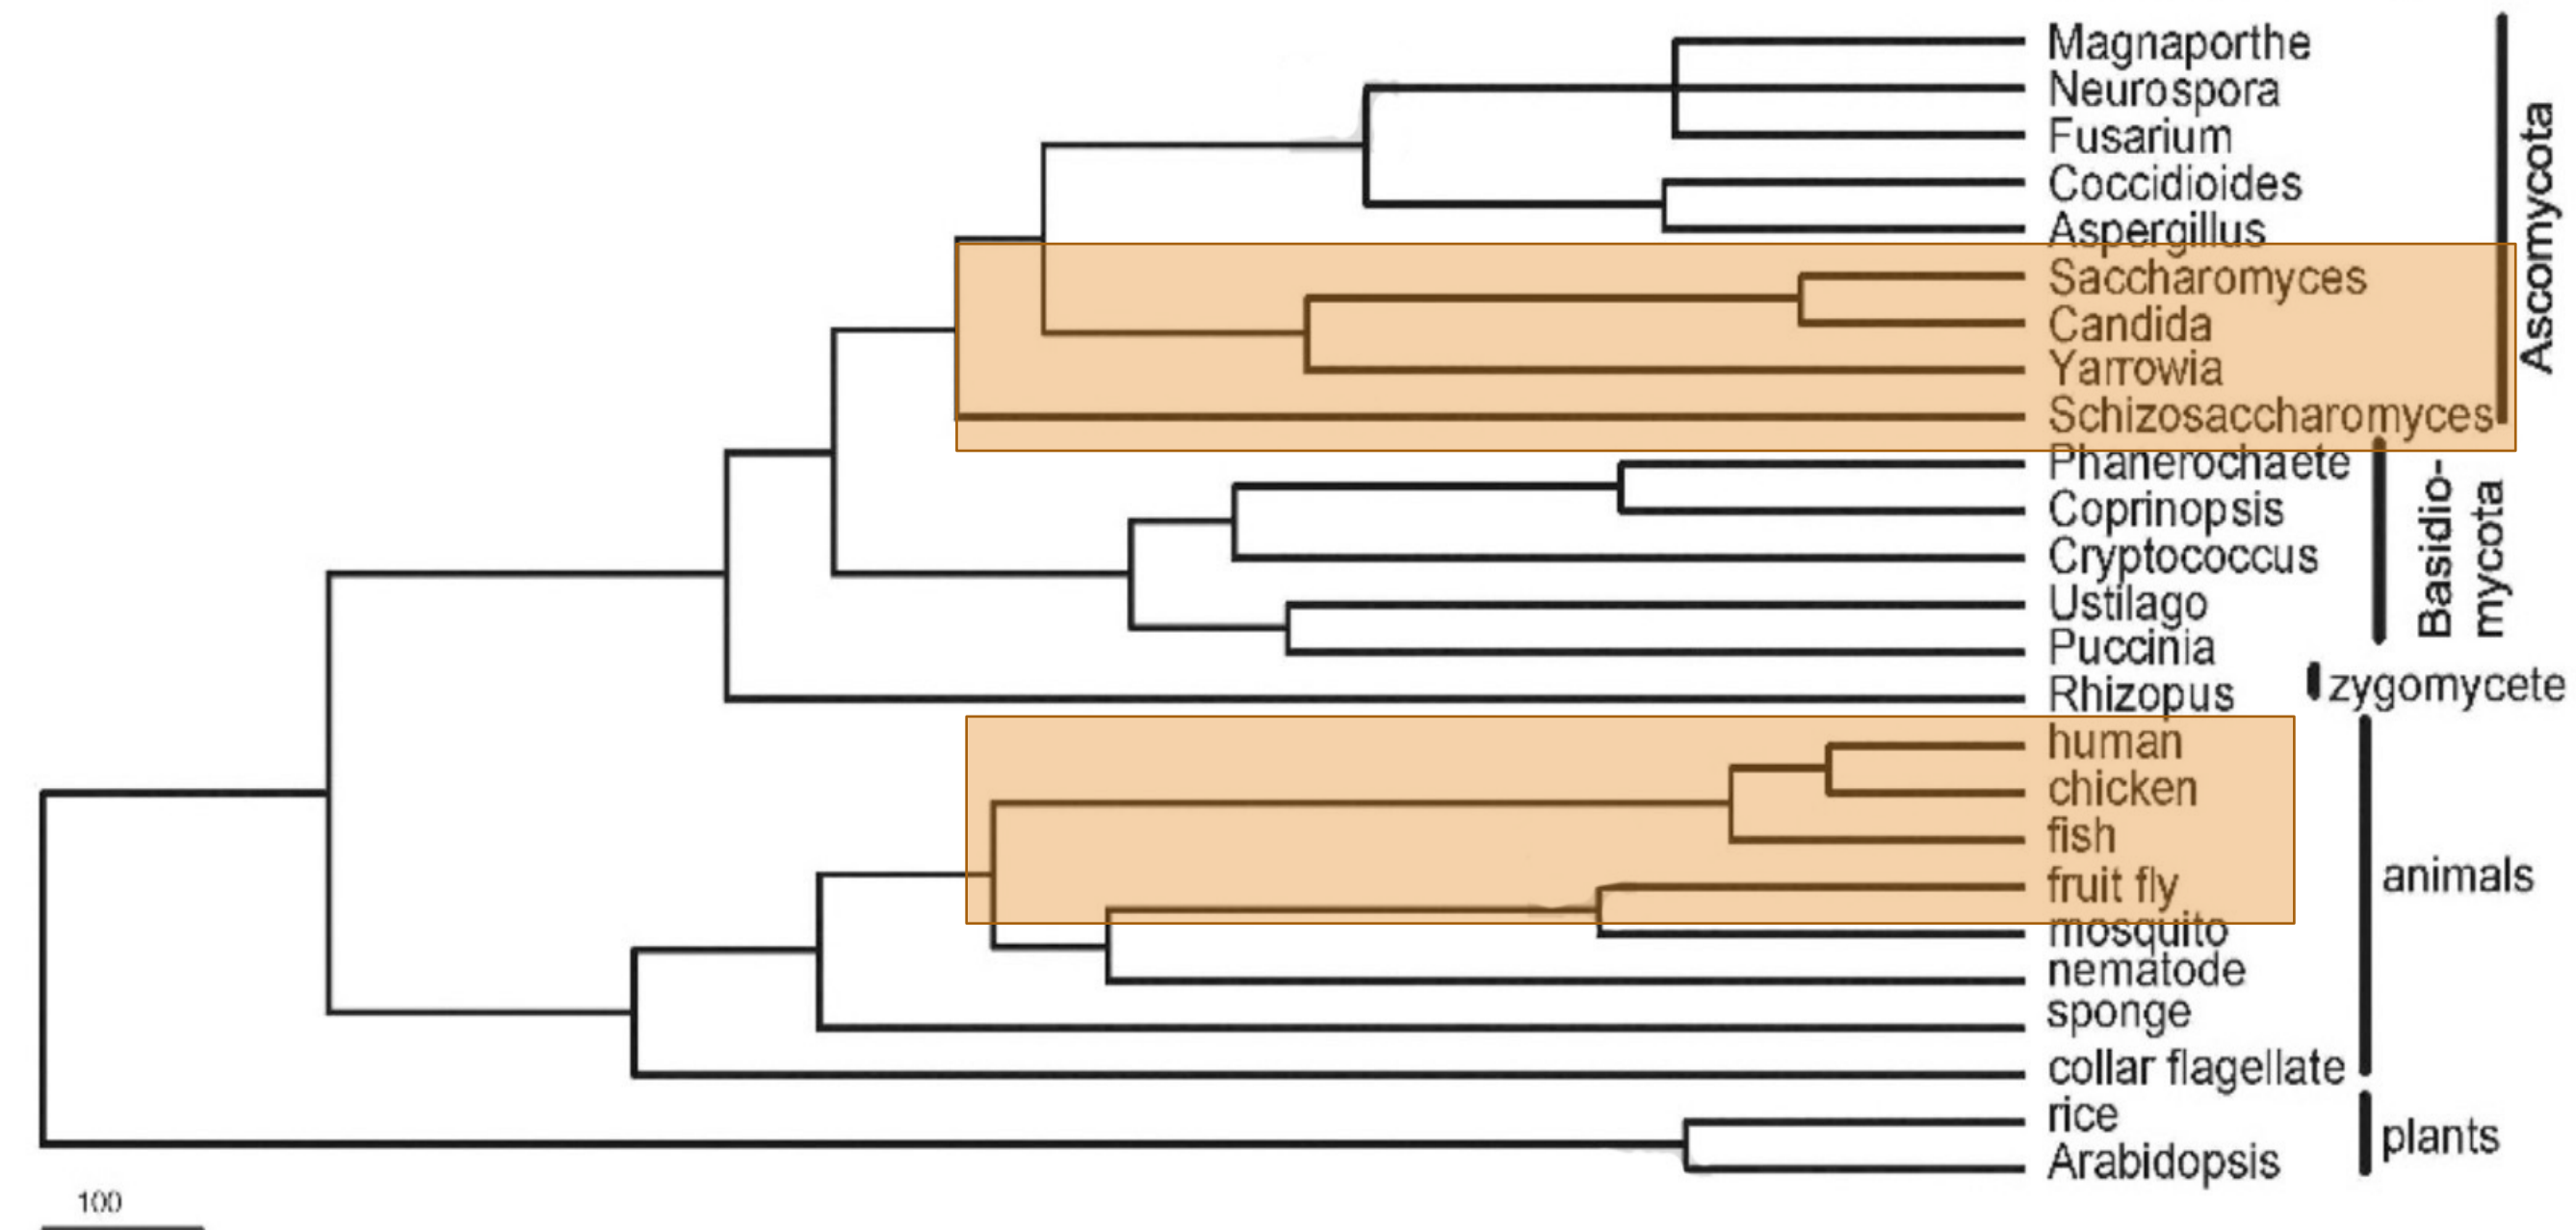 Magnaporthe
Neurospora
Fusarium
Coccidioides
Aspergillus
Saccharomyces
Candida
Yarrowia
Schizosaccharomyces
Ascomycota
Phanerochaete
Coprinopsis
Cryptococcus
Ustilago
Puccinia
Basidio-
mycota
Rhizopus
zygomycete
human
chicken
fish
fruit fly
mosquito
nematode
sponge
collar flagellate
animals
rice
Arabidopsis
plants
100